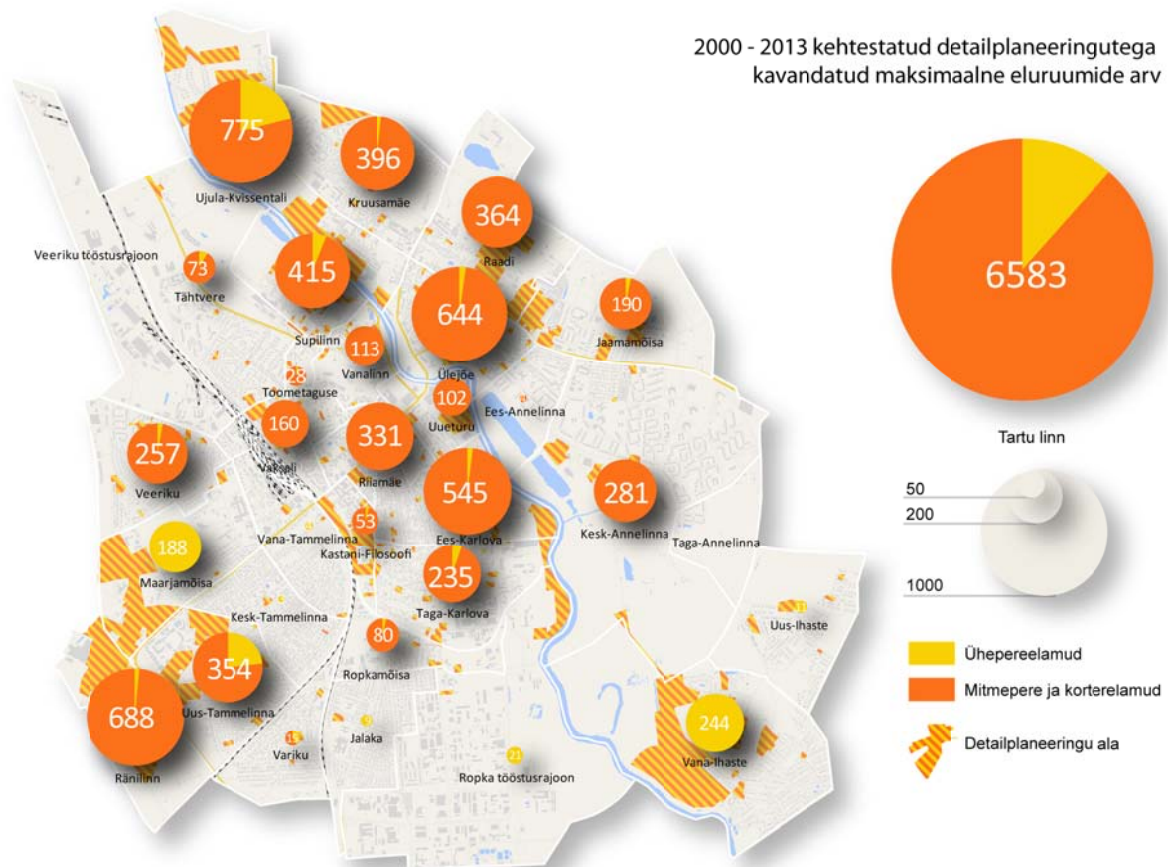 2000 - 2013 kehtestatud detailplaneeringutega
kavandatud maksimaalne eluruumide arv
775
Ujula-Kvissentali
396
Kruusamäe
364
Raadi
Veeriku tööstusrajoon
73
Tähtvere
415
Supilinn
644
Ülejõe
190
Jaamamõisa
113
Vanalinn
28
Toometaguse
102
Uueturu
Ees-Annelinna
160
Vaksali
331
Riiamäe
257
Veeriku
545
Ees-Karlova
281
Kesk-Annelinna
Taga-Annelinna
Vana-Tammelinna
53
Kastani-Filosoofi
188
Maarjamõisa
235
Taga-Karlova
Kesk-Tammelinna
80
Ropkamõisa
11
Uus-Ihaste
354
Uus-Tammelinna
688
Ränilinn
Variku
Jalaka
21
Ropka tööstusrajoon
244
Vana-Ihaste
6583
Tartu linn
50
200
1000
Ühepereelamud
Mitmepere ja korterelamud
Detailplaneeringu ala